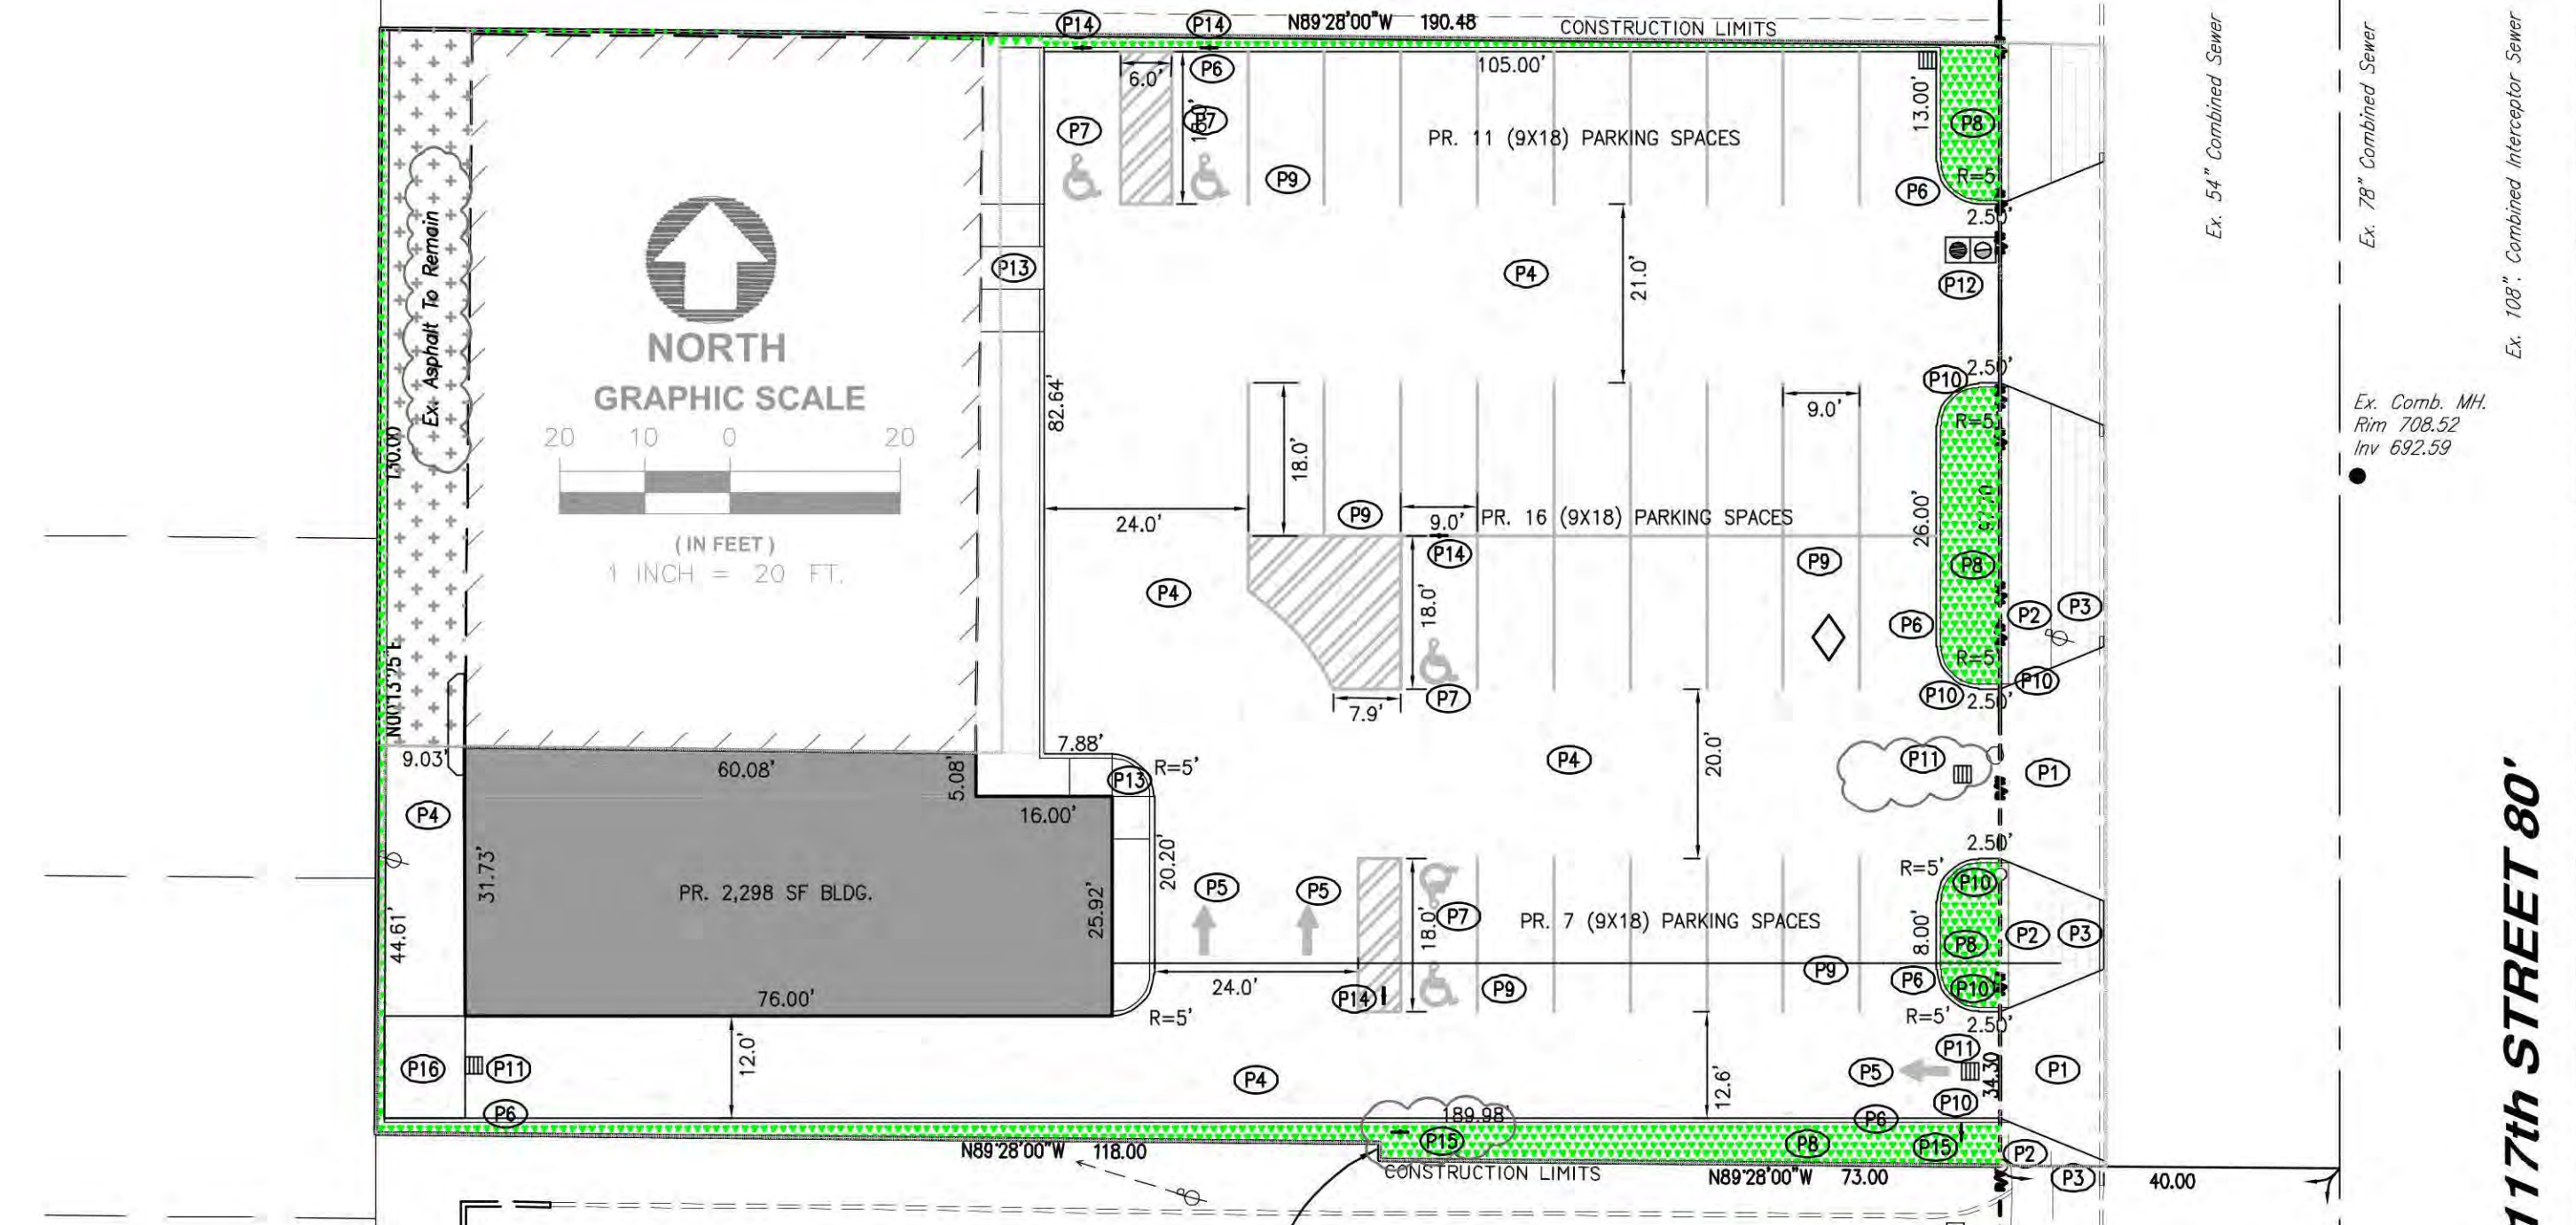 P14
P14
N89°28'00"W 190.48
CONSTRUCTION LIMITS
6.0'
P6
105.00'
P7
P7
PR. 11 (9X18) PARKING SPACES
13.00'
P8
P9
R=5'
P6
2.50'
Ex. 54" Combined Sewer
Ex. 78" Combined Sewer
Ex. 108". Combined Interceptor Sewer
Ex. Asphalt To Remain
P13
P4
21.0'
P12
NORTH
GRAPHIC SCALE
20 10 0 20
(IN FEET)
1 INCH = 20 FT.
82.64'
P10
2.50'
R=5'
9.0'
Ex. Comb. MH.
Rim 708.52
Inv 692.59
130.00
18.0'
24.0'
P9
9.0'
PR. 16 (9X18) PARKING SPACES
26.00'
P14
P9
P8
P4
18.0'
P6
P2
P3
N00°13'25"E
R=5'
P7
7.9'
P10
P10
2.50'
9.03'
60.08'
5.08'
7.88'
P13
R=5'
P4
20.0'
P11
P1
P4
16.00'
2.50'
31.73'
PR. 2,298 SF BLDG.
25.92'
20.20'
P5
P5
18.0'
P7
PR. 7 (9X18) PARKING SPACES
R=5'
P10
8.00'
P8
P2
P3
44.61'
76.00'
24.0'
P14
P9
P9
P6
P10
R=5'
R=5'
2.50'
P16
P11
12.0'
P4
12.6'
P5
P11
34.30
P1
P10
P6
189.98'
P6
P15
P8
P15
P2
N89°28'00"W 118.00
CONSTRUCTION LIMITS
N89°28'00"W 73.00
P3
40.00
117th STREET 80'